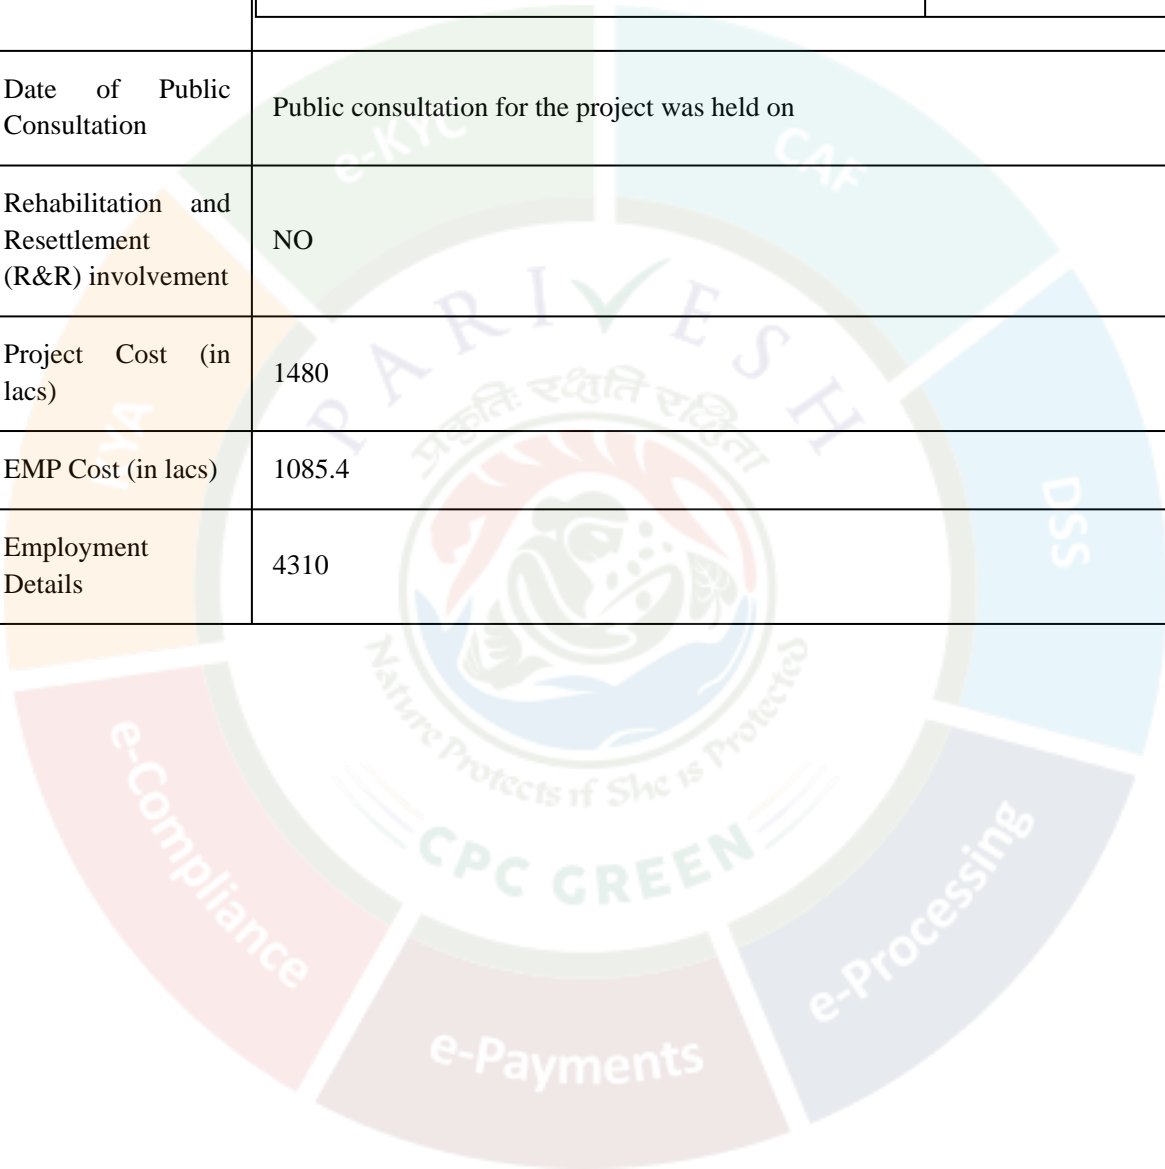 Date of Public
Consultation
Public consultation for the project was held on
Rehabilitation and
Resettlement
(R&R) involvement
NO
Project Cost (in
lacs)
1480
EMP Cost (in lacs)
1085.4
Employment
Details
4310
e-KYC
CAF
DSS
e-Processing
e-Payments
e-Compliance
KYA
PARIVESH
प्रकृतिः रक्षति रक्षिता
Nature Protects if She is Protected
CPC GREEN